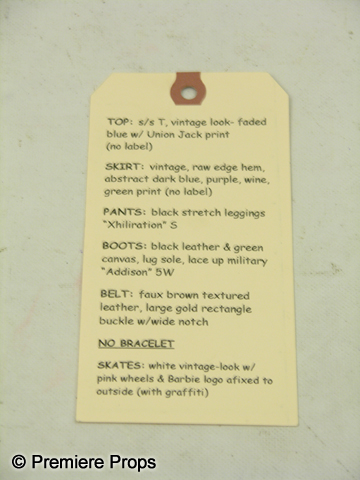 TOP: s/s T, vintage look- faded
blue w/ Union Jack print
(no label)
SKIRT: vintage, raw edge hem,
abstract dark blue, purple, wine,
green print (no label)
PANTS: black stretch leggings
"Xhiliration" S
BOOTS: black leather & green
canvas, lug sole, lace up military
"Addison" 5W
BELT: faux brown textured
leather, large gold rectangle
buckle w/wide notch
NO BRACELET
SKATES: white vintage-look w/
pink wheels & Barbie logo afixed to
outside (with graffiti)
© Premiere Props